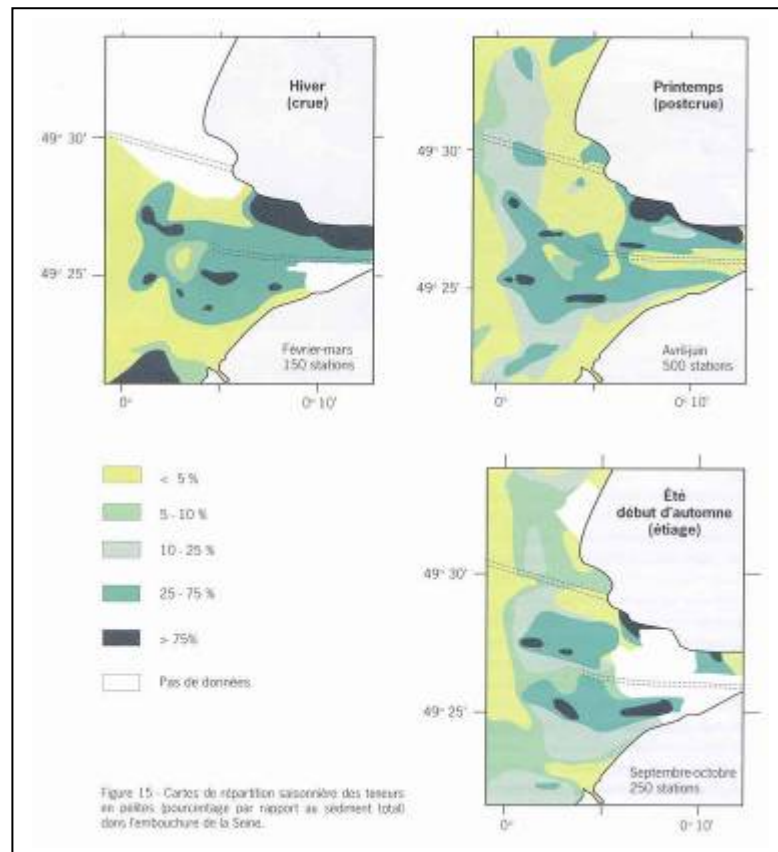 Hiver
(crue)
49° 30'
49° 25'
Février-mars
150 stations
0°
0° 10'
Printemps
(postcrue)
49° 30'
49° 25'
Avril-juin
500 stations
0°
0° 10'
< 5 %
5 - 10 %
10 - 25 %
25 - 75 %
> 75%
Pas de données
Été
début d'automne
(étiage)
49° 30'
49° 25'
Septembre-octobre
250 stations
0°
0° 10'
Figure 15 - Cartes de répartition saisonnière des teneurs
en pélites (pourcentage par rapport au sédiment total)
dans l'embouchure de la Seine.